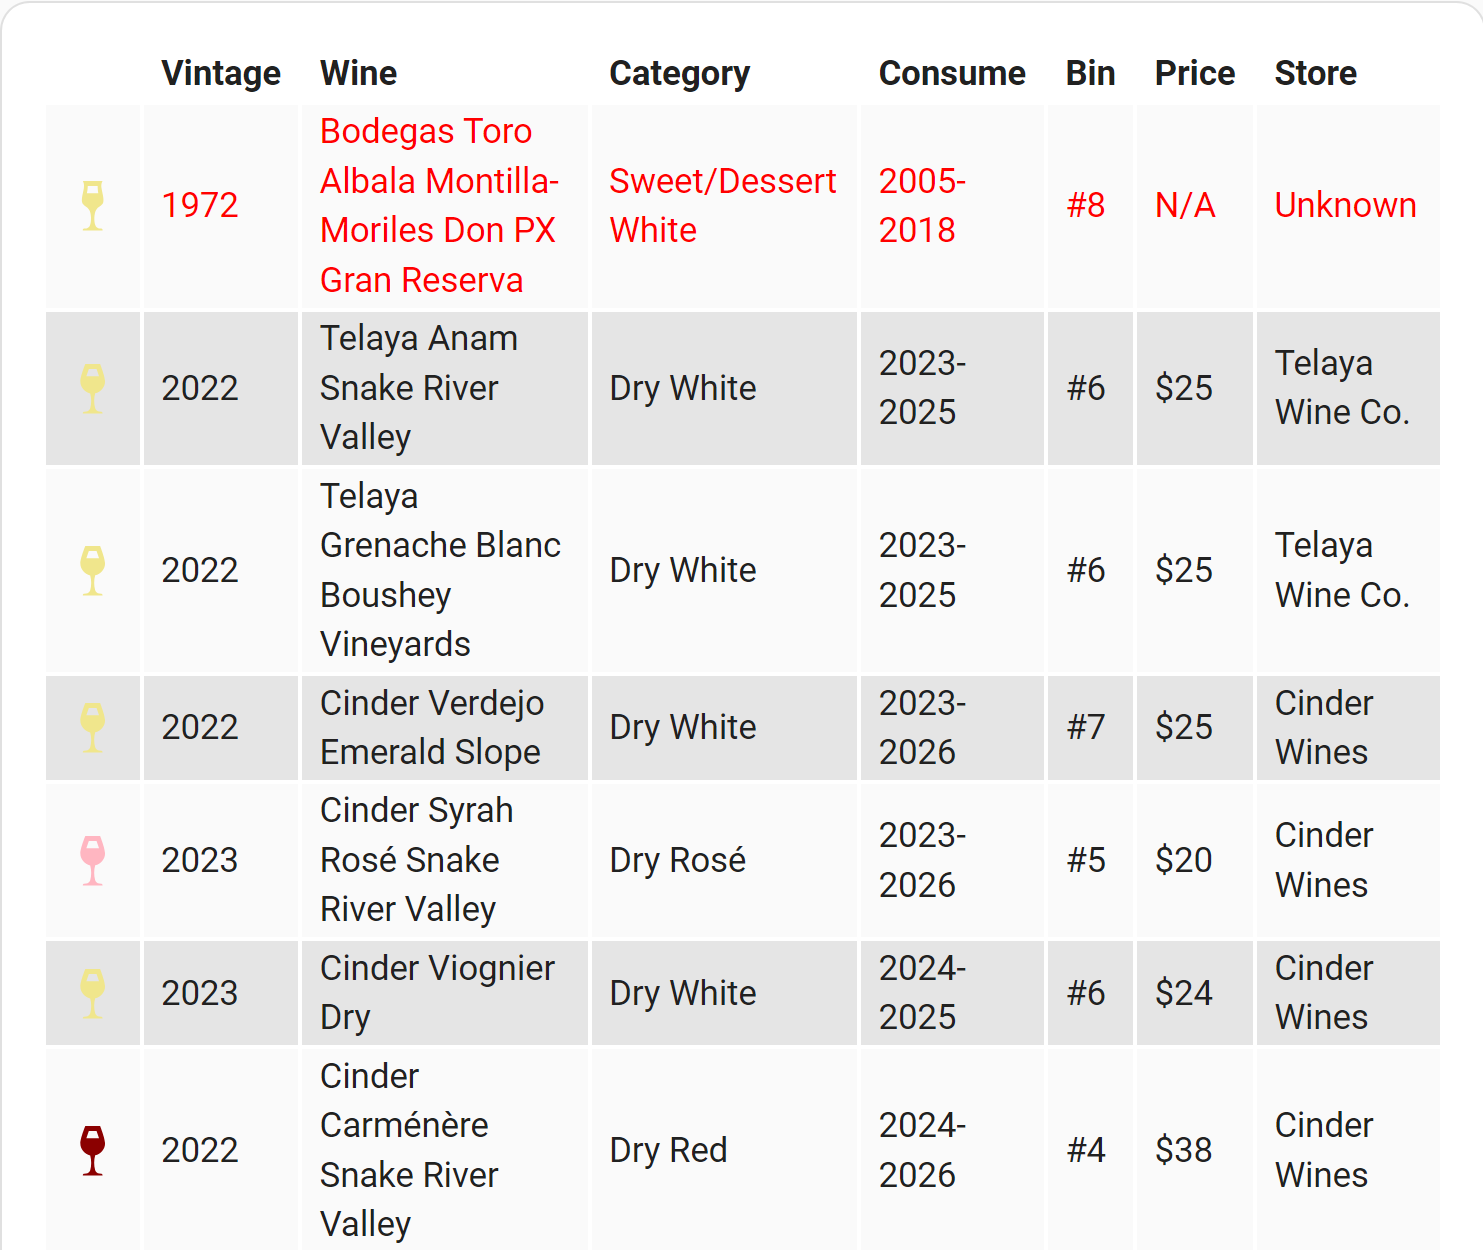 Vintage Wine Category Consume Bin Price Store
1972 Bodegas Toro Albala Montilla-Moriles Don PX Gran Reserva Sweet/Dessert White 2005-2018 #8 N/A Unknown
2022 Telaya Anam Snake River Valley Dry White 2023-2025 #6 $25 Telaya Wine Co.
2022 Telaya Grenache Blanc Boushey Vineyards Dry White 2023-2025 #6 $25 Telaya Wine Co.
2022 Cinder Verdejo Emerald Slope Dry White 2023-2026 #7 $25 Cinder Wines
2023 Cinder Syrah Rosé Snake River Valley Dry Rosé 2023-2026 #5 $20 Cinder Wines
2023 Cinder Viognier Dry Dry White 2024-2025 #6 $24 Cinder Wines
2022 Cinder Carménère Snake River Valley Dry Red 2024-2026 #4 $38 Cinder Wines